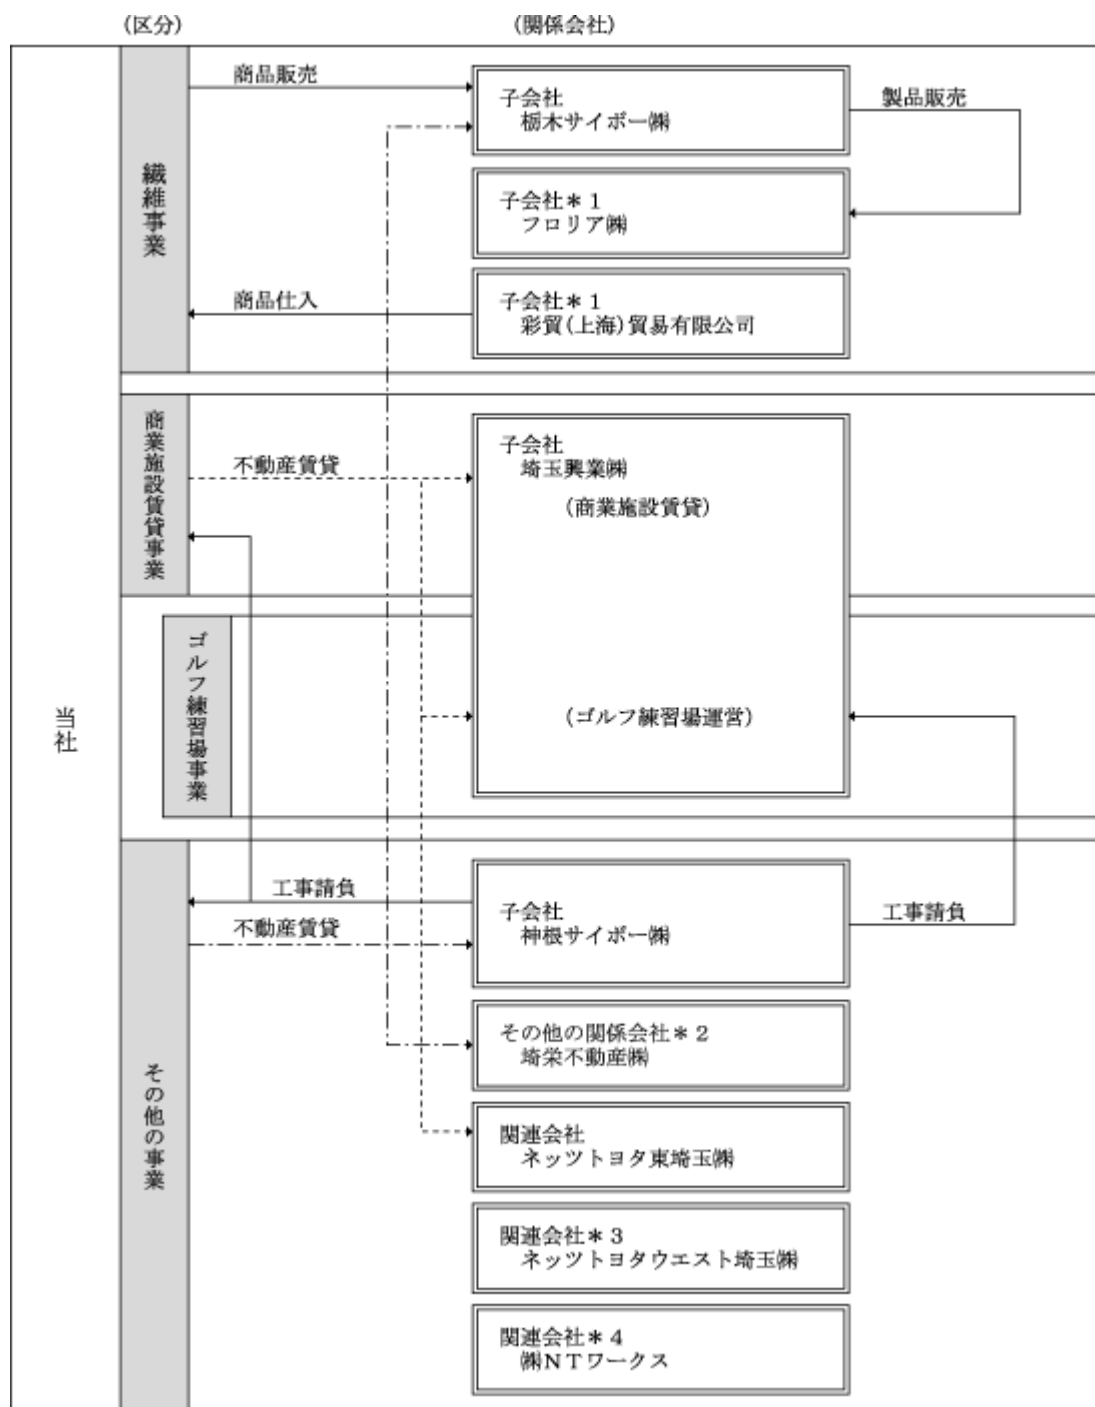 (区分)
(関係会社)
当社
繊維事業
商品販売
子会社
栃木サイボー㈱
製品販売
子会社＊１
フロリア㈱
商品仕入
子会社＊１
彩貿(上海)貿易有限公司
商業施設賃貸事業
不動産賃貸
子会社
埼玉興業㈱
(商業施設賃貸)
ゴルフ練習場事業
(ゴルフ練習場運営)
その他の事業
工事請負
不動産賃貸
子会社
神根サイボー㈱
工事請負
その他の関係会社＊２
埼栄不動産㈱
関連会社
ネッツトヨタ東埼玉㈱
関連会社＊３
ネッツトヨタウエスト埼玉㈱
関連会社＊４
㈱ＮＴワークス